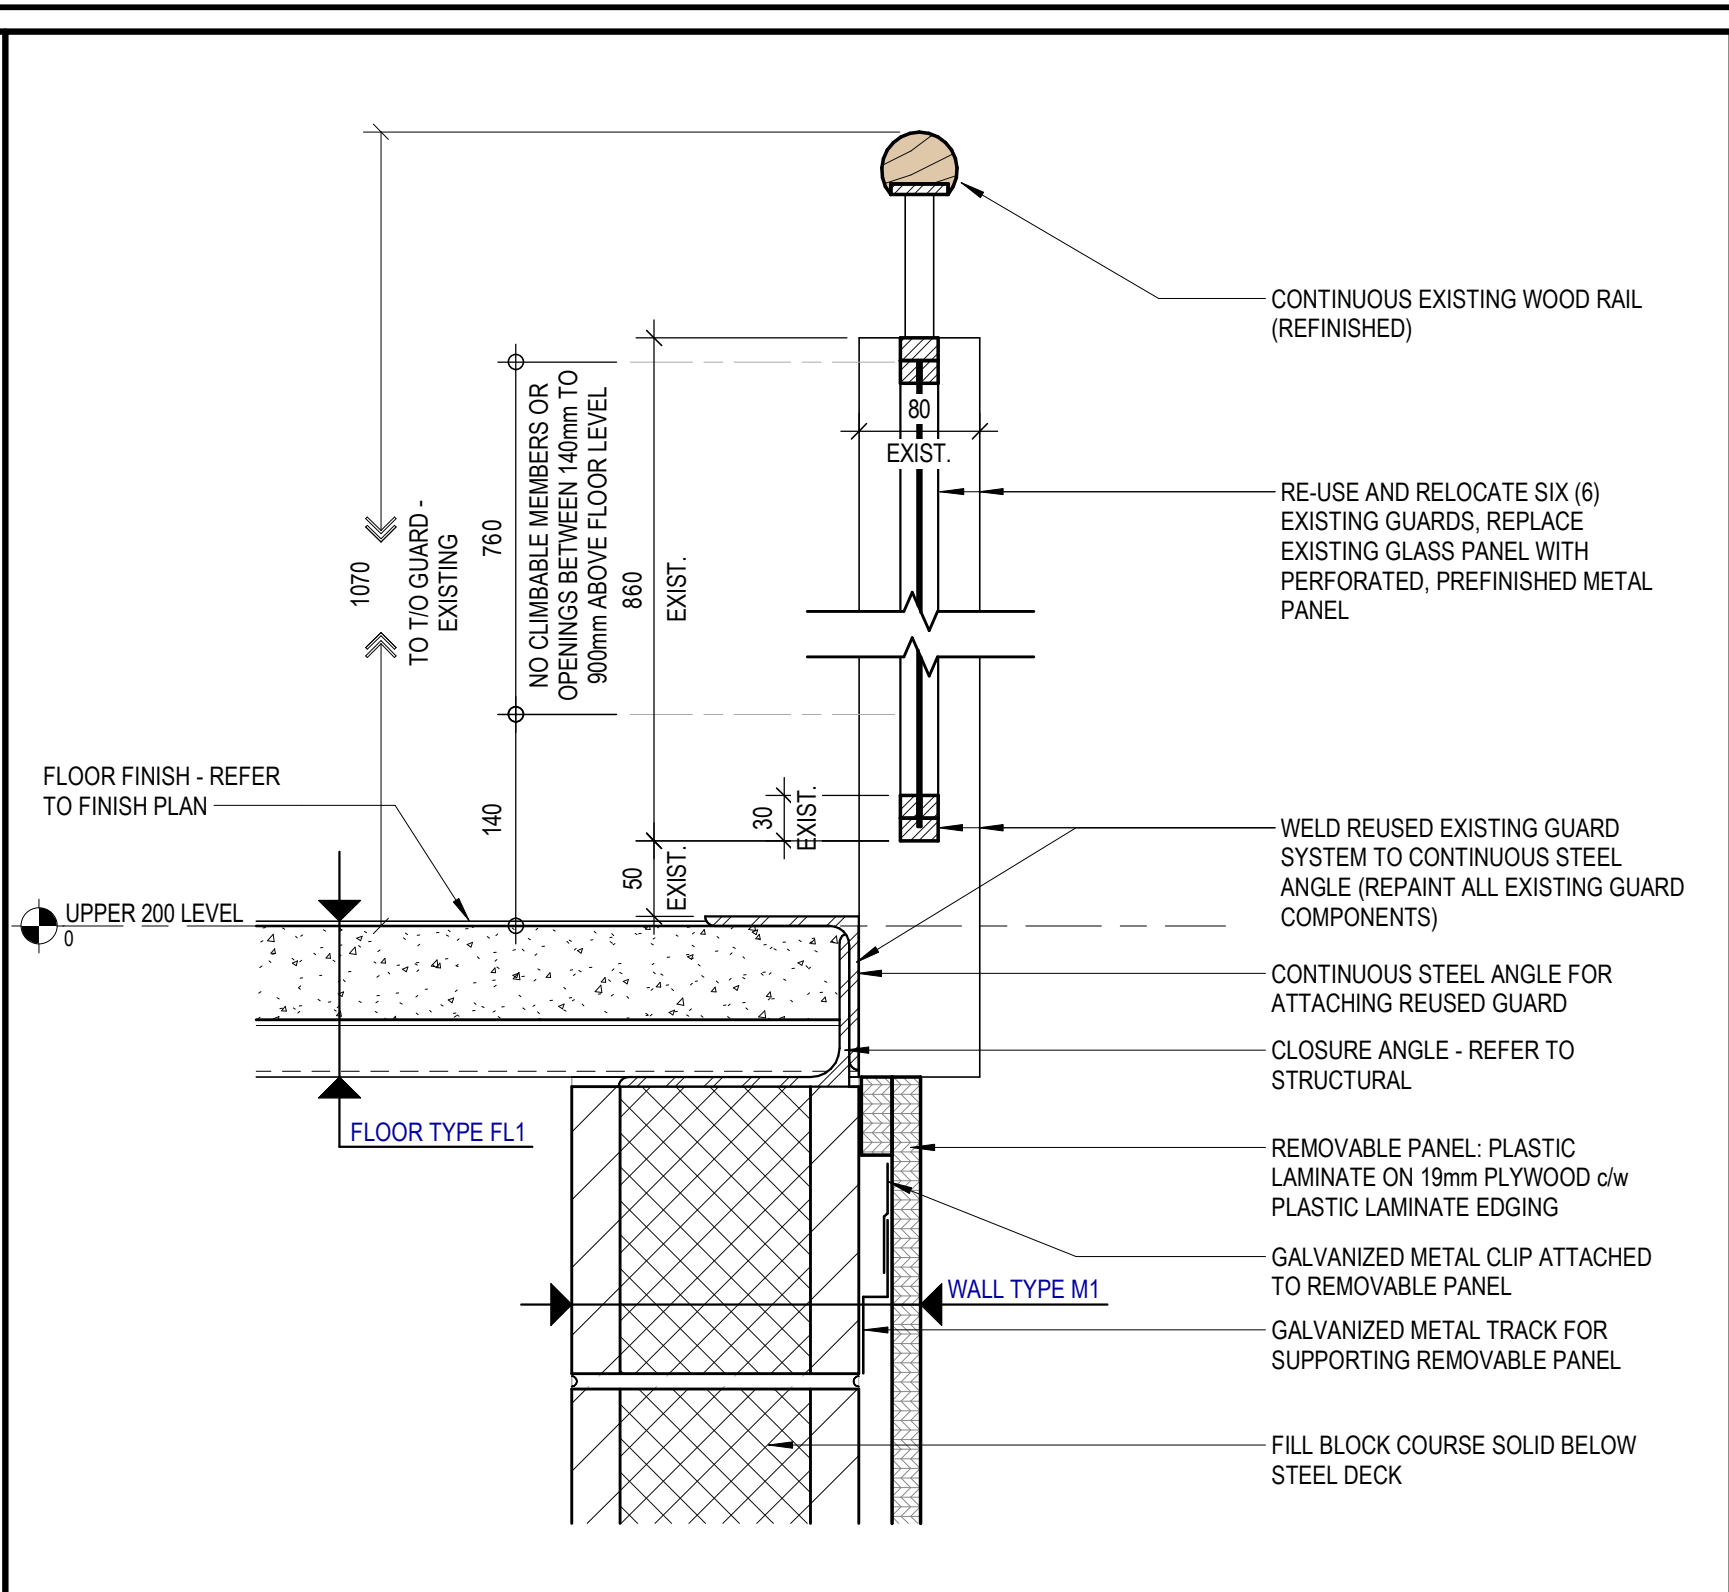 CONTINUOUS EXISTING WOOD RAIL
(REFINISHED)
80
EXIST.
RE-USE AND RELOCATE SIX (6)
EXISTING GUARDS, REPLACE
EXISTING GLASS PANEL WITH
PERFORATED, PREFINISHED METAL
PANEL
1070
TO T/O GUARD -
EXISTING
760
NO CLIMBABLE MEMBERS OR
OPENINGS BETWEEN 140mm TO
900mm ABOVE FLOOR LEVEL
860
EXIST.
FLOOR FINISH - REFER
TO FINISH PLAN
140
50
EXIST.
30
EXIST.
WELD REUSED EXISTING GUARD
SYSTEM TO CONTINUOUS STEEL
ANGLE (REPAINT ALL EXISTING GUARD
COMPONENTS)
UPPER 200 LEVEL
0
CONTINUOUS STEEL ANGLE FOR
ATTACHING REUSED GUARD
CLOSURE ANGLE - REFER TO
STRUCTURAL
FLOOR TYPE FL1
REMOVABLE PANEL: PLASTIC
LAMINATE ON 19mm PLYWOOD c/w
PLASTIC LAMINATE EDGING
GALVANIZED METAL CLIP ATTACHED
TO REMOVABLE PANEL
WALL TYPE M1
GALVANIZED METAL TRACK FOR
SUPPORTING REMOVABLE PANEL
FILL BLOCK COURSE SOLID BELOW
STEEL DECK